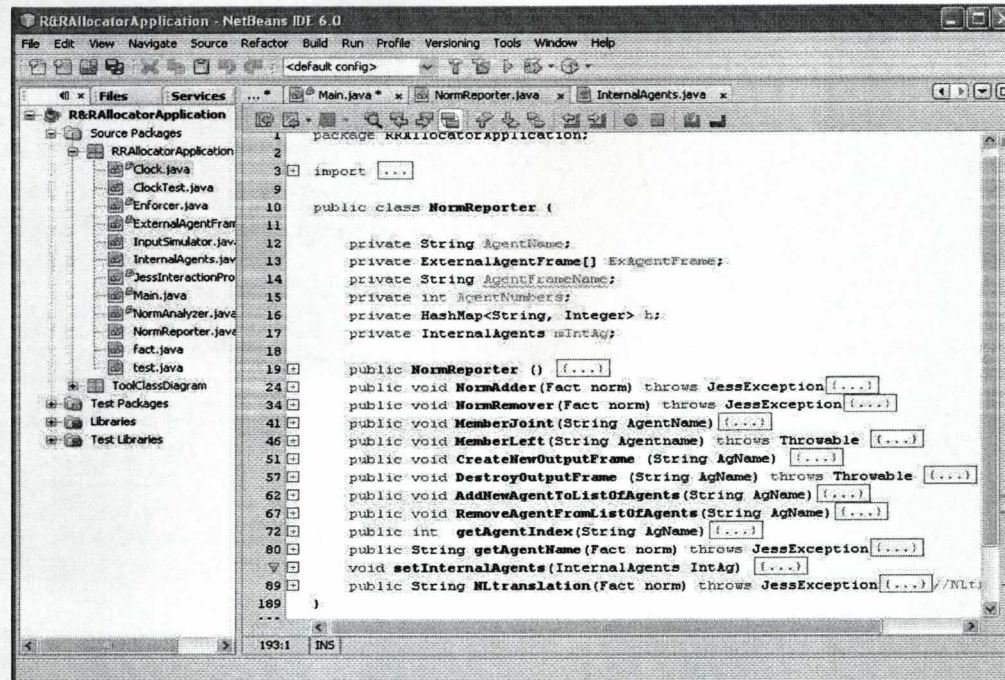 R&RAllocatorApplication - NetBeans IDE 6.0
File Edit View Navigate Source Refactor Build Run Profile Versioning Tools Window Help
<default config>
Files Services ...* Main.java * x NormReporter.java x InternalAgents.java x
R&RAllocatorApplication
Source Packages
RRAllocatorApplication
Clock.java
ClockTest.java
Enforcer.java
ExternalAgentFram
InputSimulator.java
InternalAgents.java
JessInteractionPro
Main.java
NormAnalyzer.java
NormReporter.java
fact.java
test.java
ToolClassDiagram
Test Packages
Libraries
Test Libraries
1 package RRAllocatorApplication;
2
3 import ...
9
10 public class NormReporter {
11
12 private String AgentName;
13 private ExternalAgentFrame[] ExAgentFrame;
14 private String AgentFrameName;
15 private int AgentNumbers;
16 private HashMap<String, Integer> h;
17 private InternalAgents mIntAg;
18
19 public NormReporter () {...}
24 public void NormAdder(Fact norm) throws JessException{...}
34 public void NormRemover(Fact norm) throws JessException{...}
41 public void MemberJoint(String AgentName) {...}
46 public void MemberLeft(String Agentname) throws Throwable {...}
51 public void CreateNewOutputFrame (String AgName) {...}
57 public void DestroyOutputFrame (String AgName) throws Throwable {...}
62 public void AddNewAgentToListOfAgents(String AgName) {...}
67 public void RemoveAgentFromListOfAgents(String AgName) {...}
72 public int getAgentIndex(String AgName) {...}
80 public String getAgentName(Fact norm) throws JessException{...}
void setInternalAgents(InternalAgents IntAg) {...}
89 public String NLtranslation(Fact norm) throws JessException{...}//NLt
189 }
193:1 INS